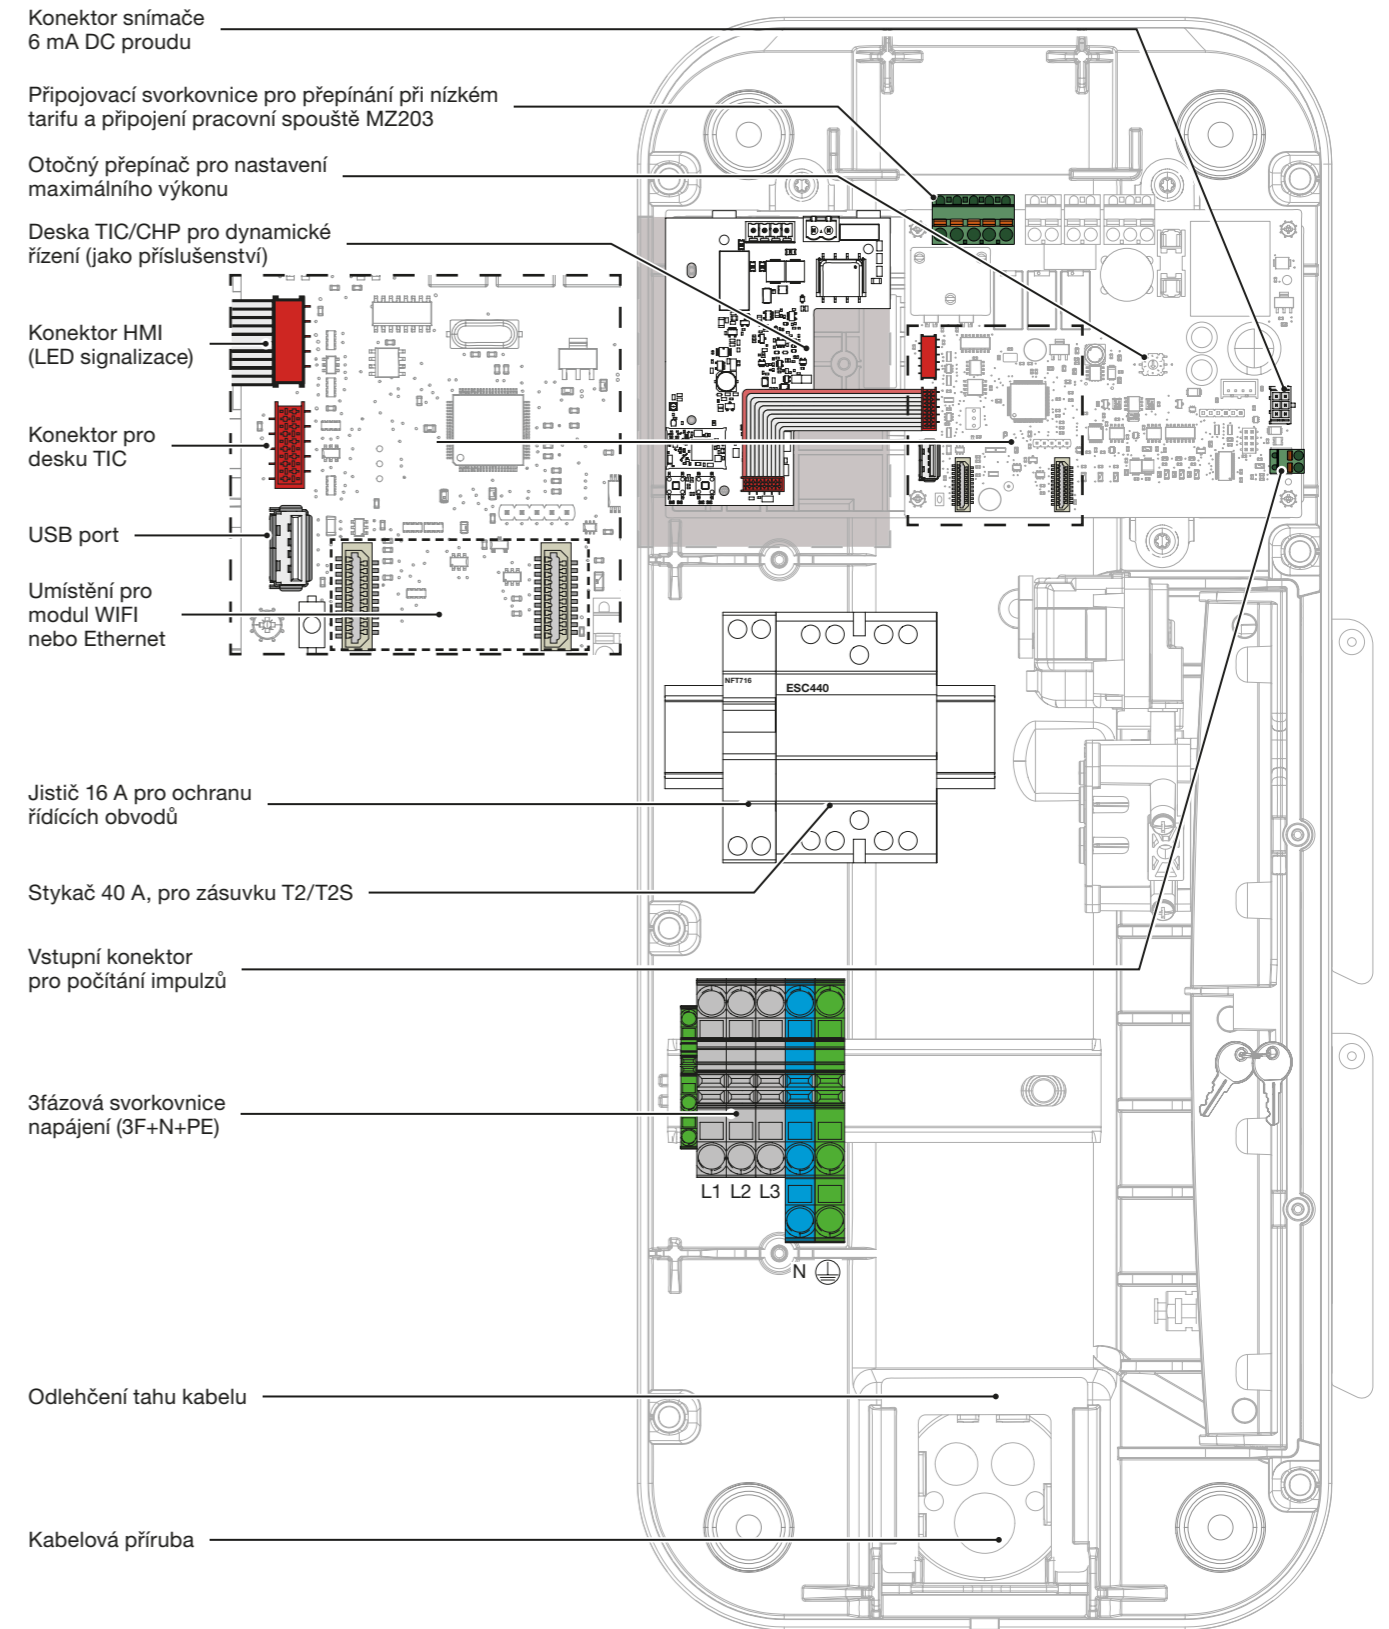 Konektor snímače
6 mA DC proudu
Připojovací svorkovnice pro přepínání při nízkém
tarifu a připojení pracovní spouště MZ203
Otočný přepínač pro nastavení
maximálního výkonu
Deska TIC/CHP pro dynamické
řízení (jako příslušenství)
Konektor HMI
(LED signalizace)
Konektor pro
desku TIC
USB port
Umístění pro
modul WIFI
nebo Ethernet
NFT716
ESC440
Jistič 16 A pro ochranu
řídících obvodů
Stykač 40 A, pro zásuvku T2/T2S
Vstupní konektor
pro počítání impulzů
3fázová svorkovnice
napájení (3F+N+PE)
L1 L2 L3
N
Odlehčení tahu kabelu
Kabelová příruba